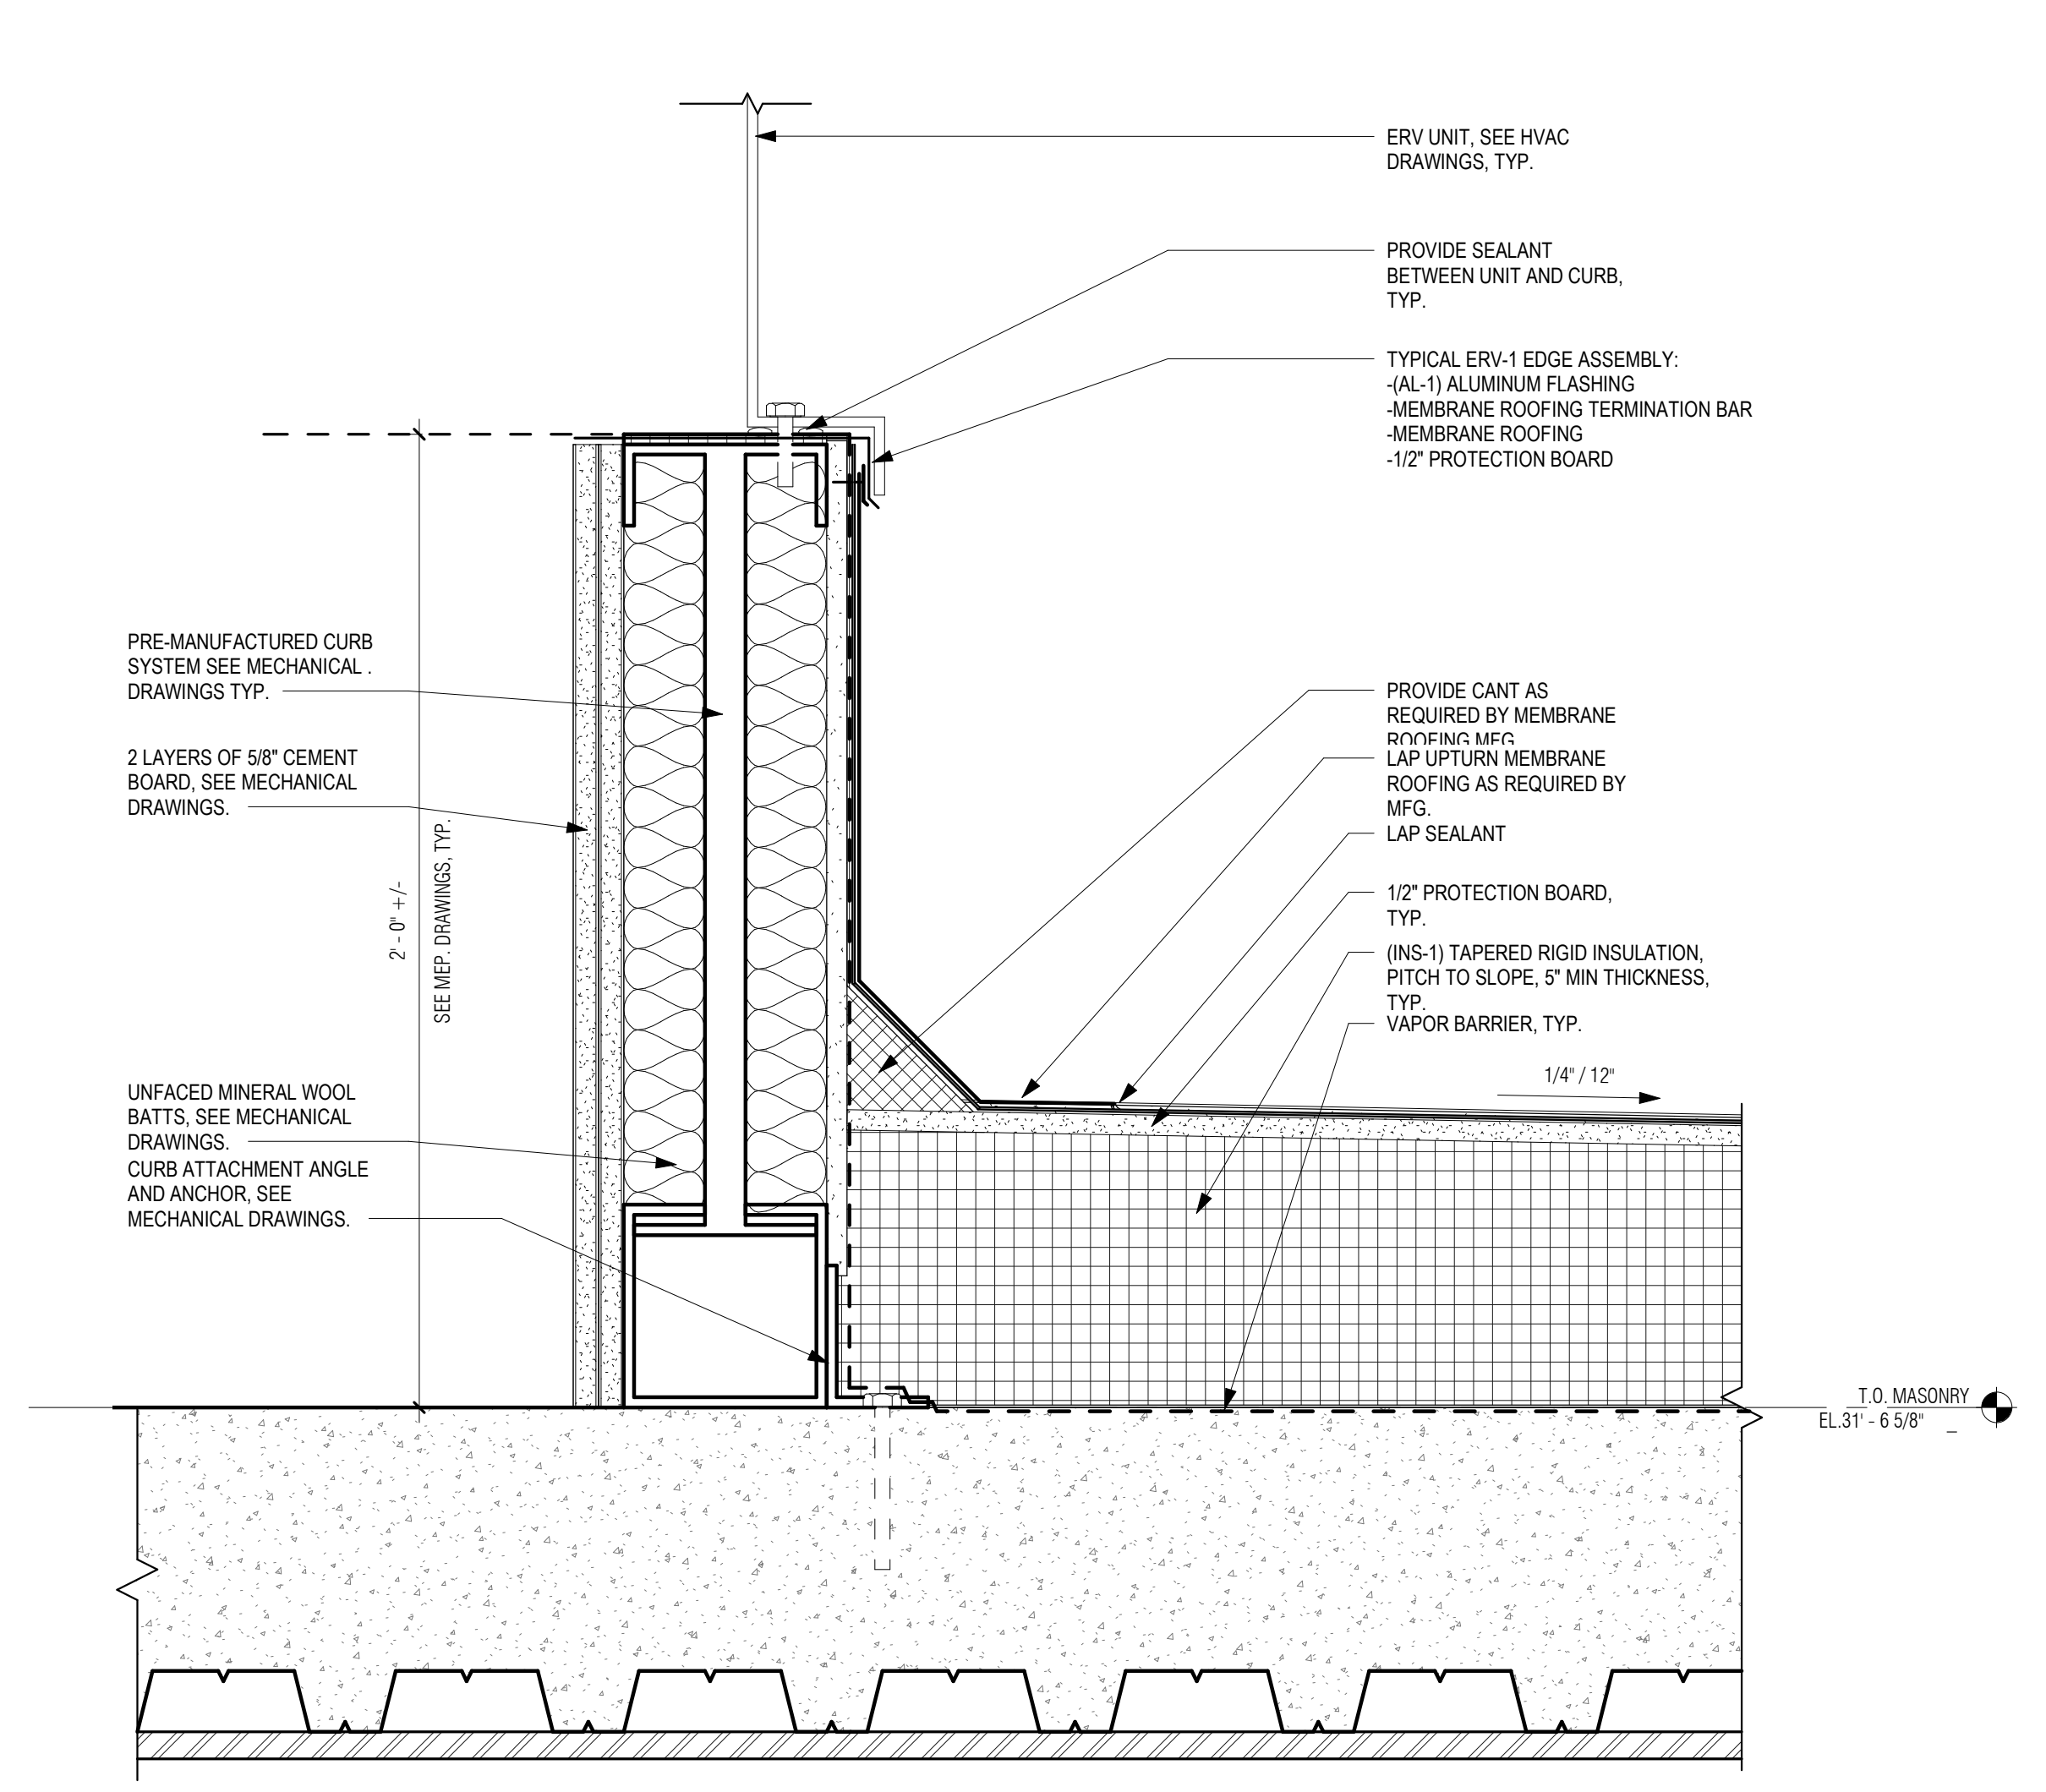 ERV UNIT, SEE HVAC
DRAWINGS, TYP.
PROVIDE SEALANT
BETWEEN UNIT AND CURB,
TYP.
TYPICAL ERV-1 EDGE ASSEMBLY:
-(AL-1) ALUMINUM FLASHING
-MEMBRANE ROOFING TERMINATION BAR
-MEMBRANE ROOFING
-1/2" PROTECTION BOARD
PRE-MANUFACTURED CURB
SYSTEM SEE MECHANICAL .
DRAWINGS TYP.
2 LAYERS OF 5/8" CEMENT
BOARD, SEE MECHANICAL
DRAWINGS.
2' - 0" +/-
SEE MEP. DRAWINGS, TYP.
UNFACED MINERAL WOOL
BATTS, SEE MECHANICAL
DRAWINGS.
CURB ATTACHMENT ANGLE
AND ANCHOR, SEE
MECHANICAL DRAWINGS.
PROVIDE CANT AS
REQUIRED BY MEMBRANE
ROOFING MFG
LAP UPTURN MEMBRANE
ROOFING AS REQUIRED BY
MFG.
LAP SEALANT
1/2" PROTECTION BOARD,
TYP.
(INS-1) TAPERED RIGID INSULATION,
PITCH TO SLOPE, 5" MIN THICKNESS,
TYP.
VAPOR BARRIER, TYP.
1/4" / 12"
T.O. MASONRY
EL.31' - 6 5/8"